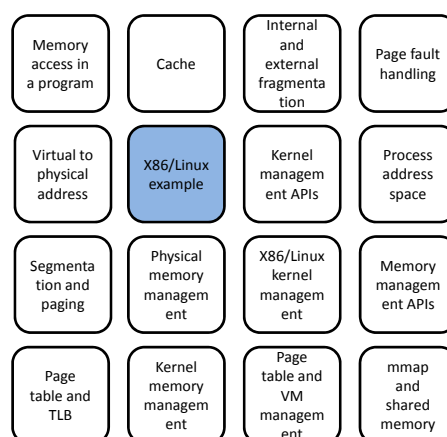 Memory
access in
a program
Cache
Internal
and
external
fragmenta
tion
Page fault
handling
Virtual to
physical
address
X86/Linux
example
Kernel
managem
ent APIs
Process
address
space
Segmenta
tion and
paging
Physical
memory
managem
ent
X86/Linux
kernel
managem
ent
Memory
managem
ent APIs
Page
table and
TLB
Kernel
memory
managem
ent
Page
table and
VM
managem
ent
mmap
and
shared
memory